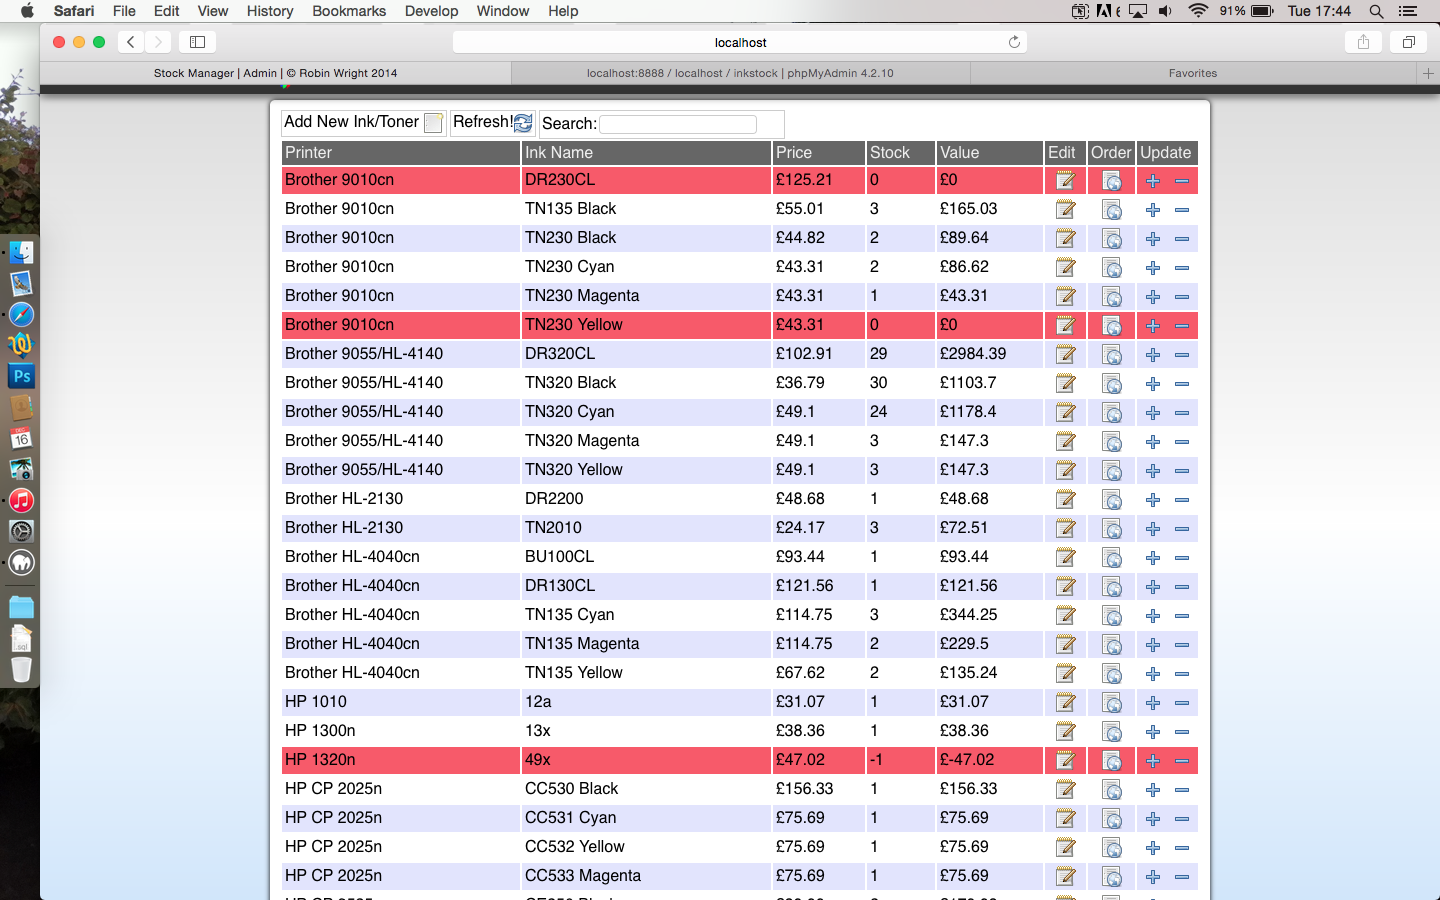 Safari File Edit View History Bookmarks Develop Window Help 91% Tue 17:44
localhost
Stock Manager | Admin | © Robin Wright 2014 localhost:8888 / localhost / inkstock | phpMyAdmin 4.2.10 Favorites
Add New Ink/Toner Refresh! Search:
Printer Ink Name Price Stock Value Edit Order Update
Brother 9010cn DR230CL £125.21 0 £0
Brother 9010cn TN135 Black £55.01 3 £165.03
Brother 9010cn TN230 Black £44.82 2 £89.64
Brother 9010cn TN230 Cyan £43.31 2 £86.62
Brother 9010cn TN230 Magenta £43.31 1 £43.31
Brother 9010cn TN230 Yellow £43.31 0 £0
Brother 9055/HL-4140 DR320CL £102.91 29 £2984.39
Brother 9055/HL-4140 TN320 Black £36.79 30 £1103.7
Brother 9055/HL-4140 TN320 Cyan £49.1 24 £1178.4
Brother 9055/HL-4140 TN320 Magenta £49.1 3 £147.3
Brother 9055/HL-4140 TN320 Yellow £49.1 3 £147.3
Brother HL-2130 DR2200 £48.68 1 £48.68
Brother HL-2130 TN2010 £24.17 3 £72.51
Brother HL-4040cn BU100CL £93.44 1 £93.44
Brother HL-4040cn DR130CL £121.56 1 £121.56
Brother HL-4040cn TN135 Cyan £114.75 3 £344.25
Brother HL-4040cn TN135 Magenta £114.75 2 £229.5
Brother HL-4040cn TN135 Yellow £67.62 2 £135.24
HP 1010 12a £31.07 1 £31.07
HP 1300n 13x £38.36 1 £38.36
HP 1320n 49x £47.02 -1 £-47.02
HP CP 2025n CC530 Black £156.33 1 £156.33
HP CP 2025n CC531 Cyan £75.69 1 £75.69
HP CP 2025n CC532 Yellow £75.69 1 £75.69
HP CP 2025n CC533 Magenta £75.69 1 £75.69
Ps
DEC
16
.sql